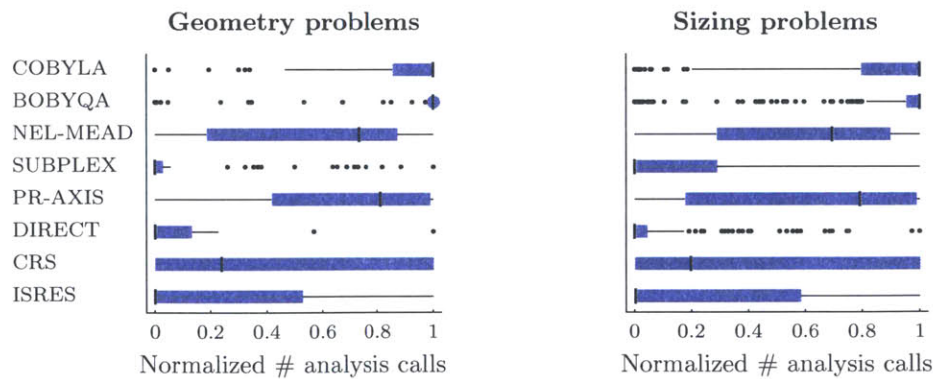 Geometry problems
Sizing problems
COBYLA
BOBYQA
NEL-MEAD
SUBPLEX
PR-AXIS
DIRECT
CRS
ISRES
0 0.2 0.4 0.6 0.8 1
0 0.2 0.4 0.6 0.8 1
Normalized # analysis calls
Normalized # analysis calls